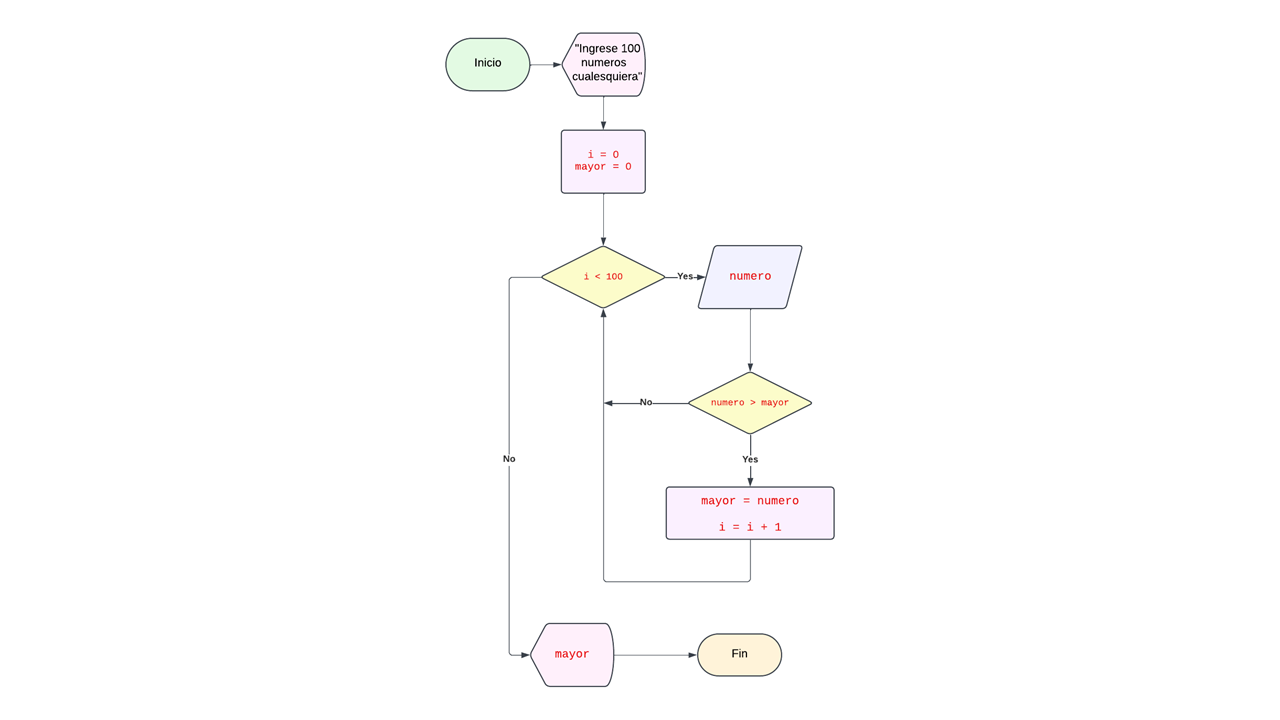 Inicio
"Ingrese 100
numeros
cualesquiera"
i = 0
mayor = 0
i < 100
Yes
numero
numero > mayor
No
Yes
No
mayor = numero
i = i + 1
mayor
Fin